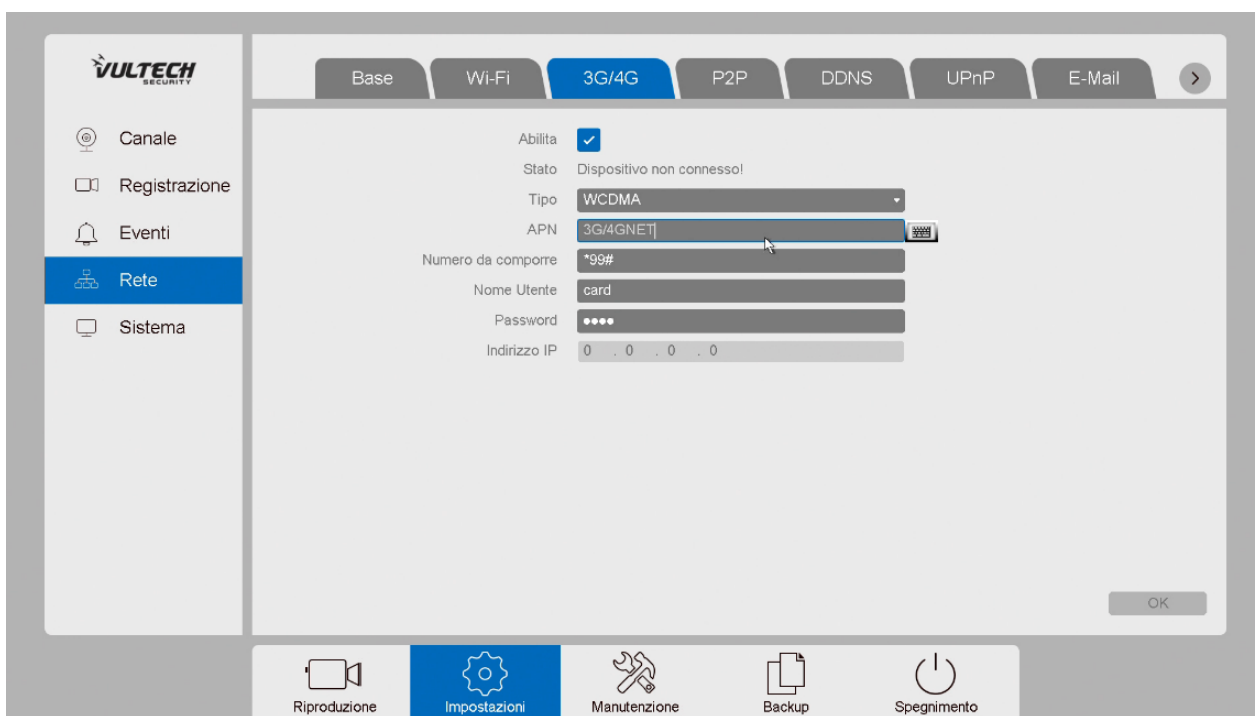 VULTECH
SECURITY
Base Wi-Fi 3G/4G P2P DDNS UPnP E-Mail
Canale
Registrazione
Eventi
Rete
Sistema
Abilita
Stato Dispositivo non connesso!
Tipo WCDMA
APN 3G/4GNET
Numero da comporre *99#
Nome Utente card
Password ●●●●
Indirizzo IP 0 . 0 . 0 . 0
OK
Riproduzione Impostazioni Manutenzione Backup Spegnimento